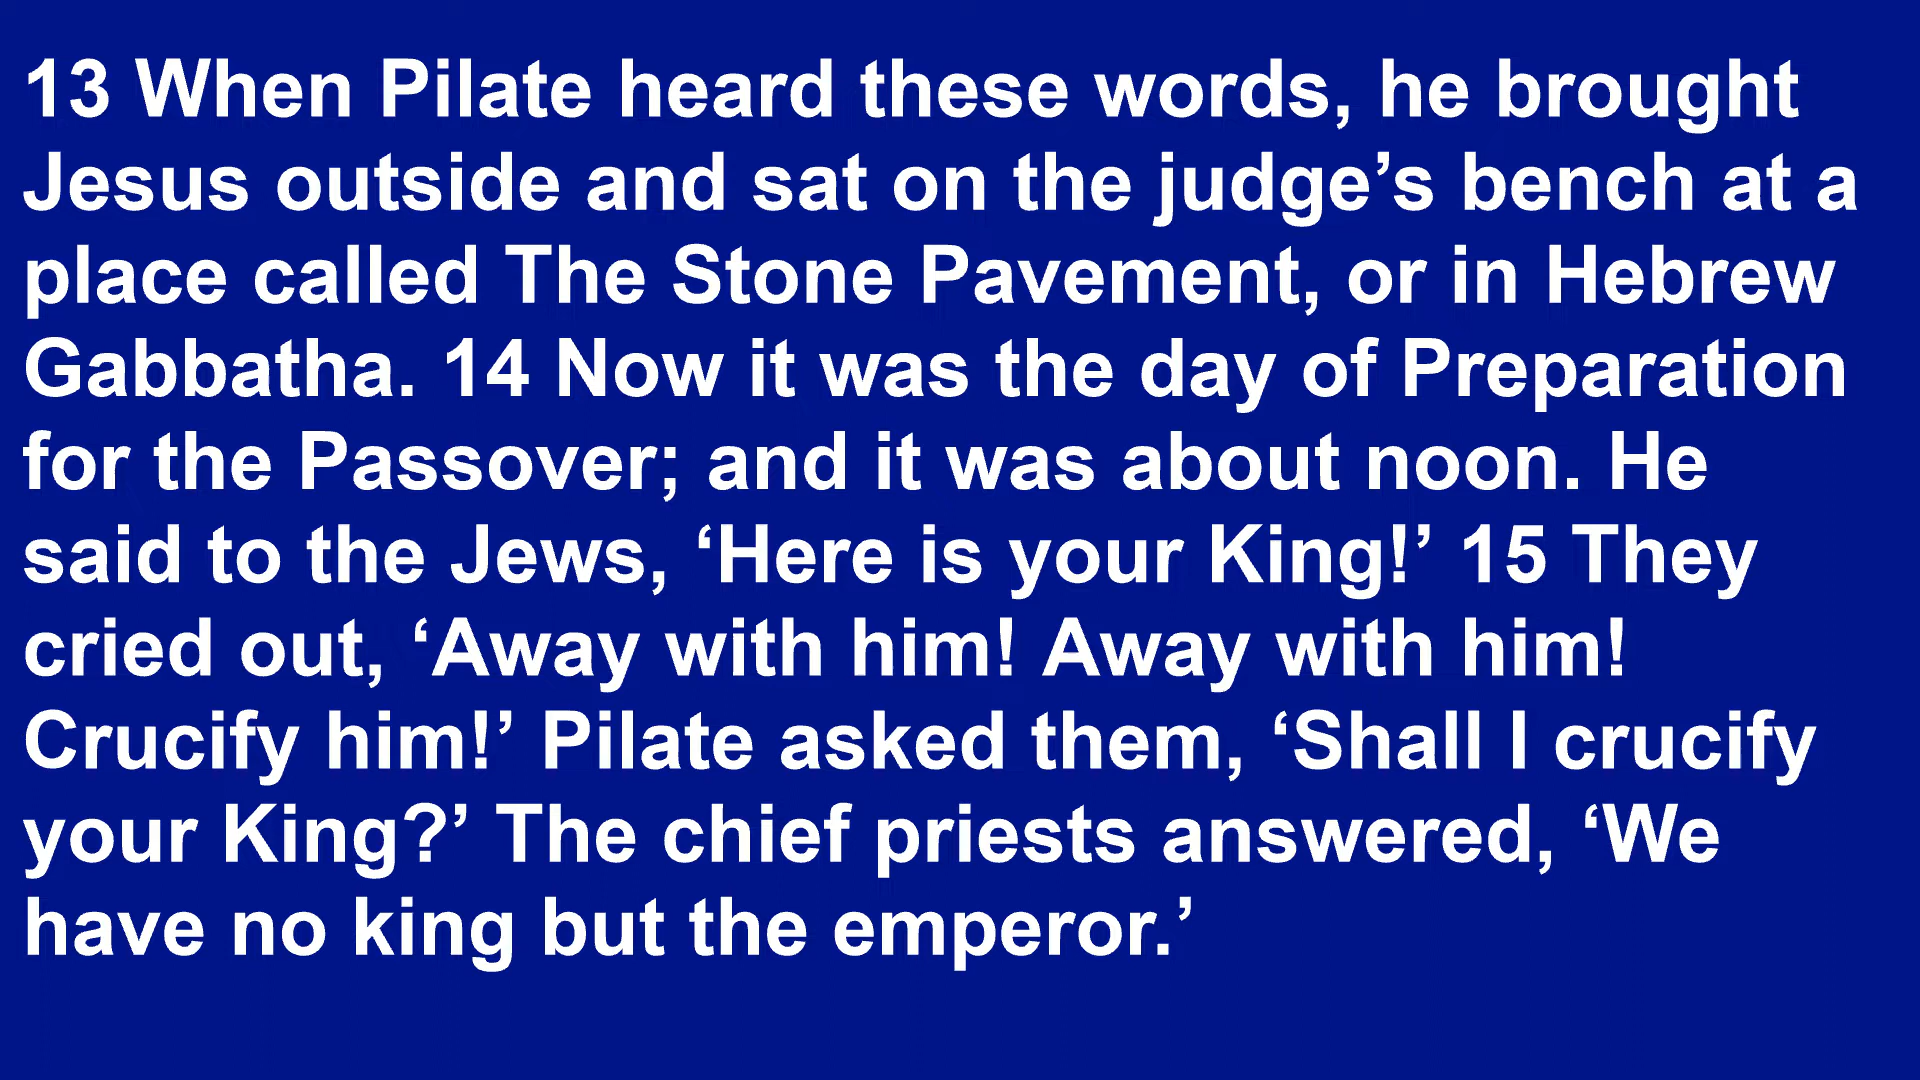 13 When Pilate heard these words, he brought
Jesus outside and sat on the judge’s bench at a
place called The Stone Pavement, or in Hebrew
Gabbatha. 14 Now it was the day of Preparation
for the Passover; and it was about noon. He
said to the Jews, ‘Here is your King!’ 15 They
cried out, ‘Away with him! Away with him!
Crucify him!’ Pilate asked them, ‘Shall I crucify
your King?’ The chief priests answered, ‘We
have no king but the emperor.’